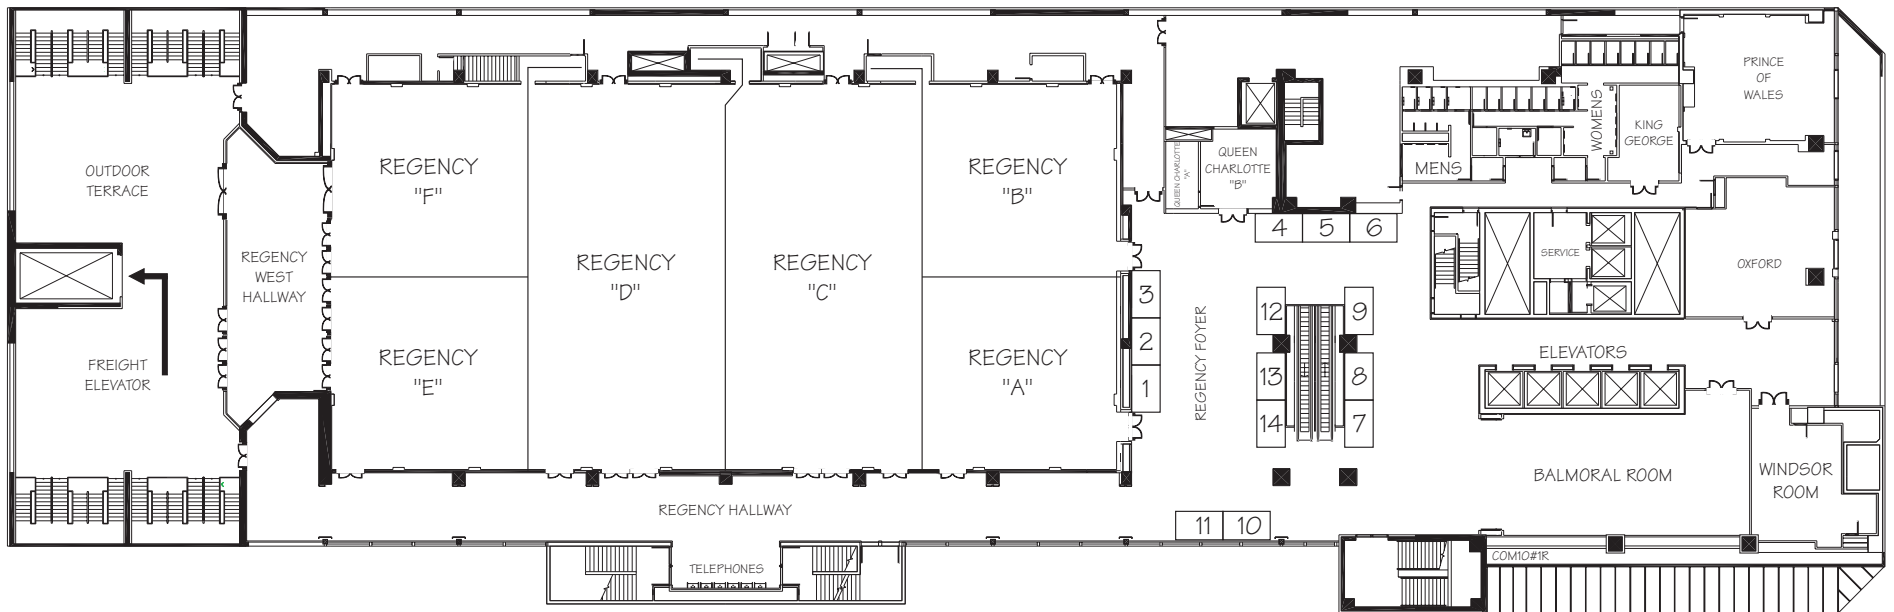 PRINCE
OF
WALES
WOMENS
KING
GEORGE
QUEEN
CHARLOTTE
"B"
QUEEN CHARLOTTE
"A"
MENS
OUTDOOR
TERRACE
REGENCY
"F"
REGENCY
"B"
4 5 6
REGENCY
WEST
HALLWAY
REGENCY
"D"
REGENCY
"C"
SERVICE
OXFORD
3
2
1
REGENCY FOYER
12
13
14
9
8
7
FREIGHT
ELEVATOR
REGENCY
"E"
REGENCY
"A"
ELEVATORS
BALMORAL ROOM
WINDSOR
ROOM
REGENCY HALLWAY
11 10
TELEPHONES
COM10#1R